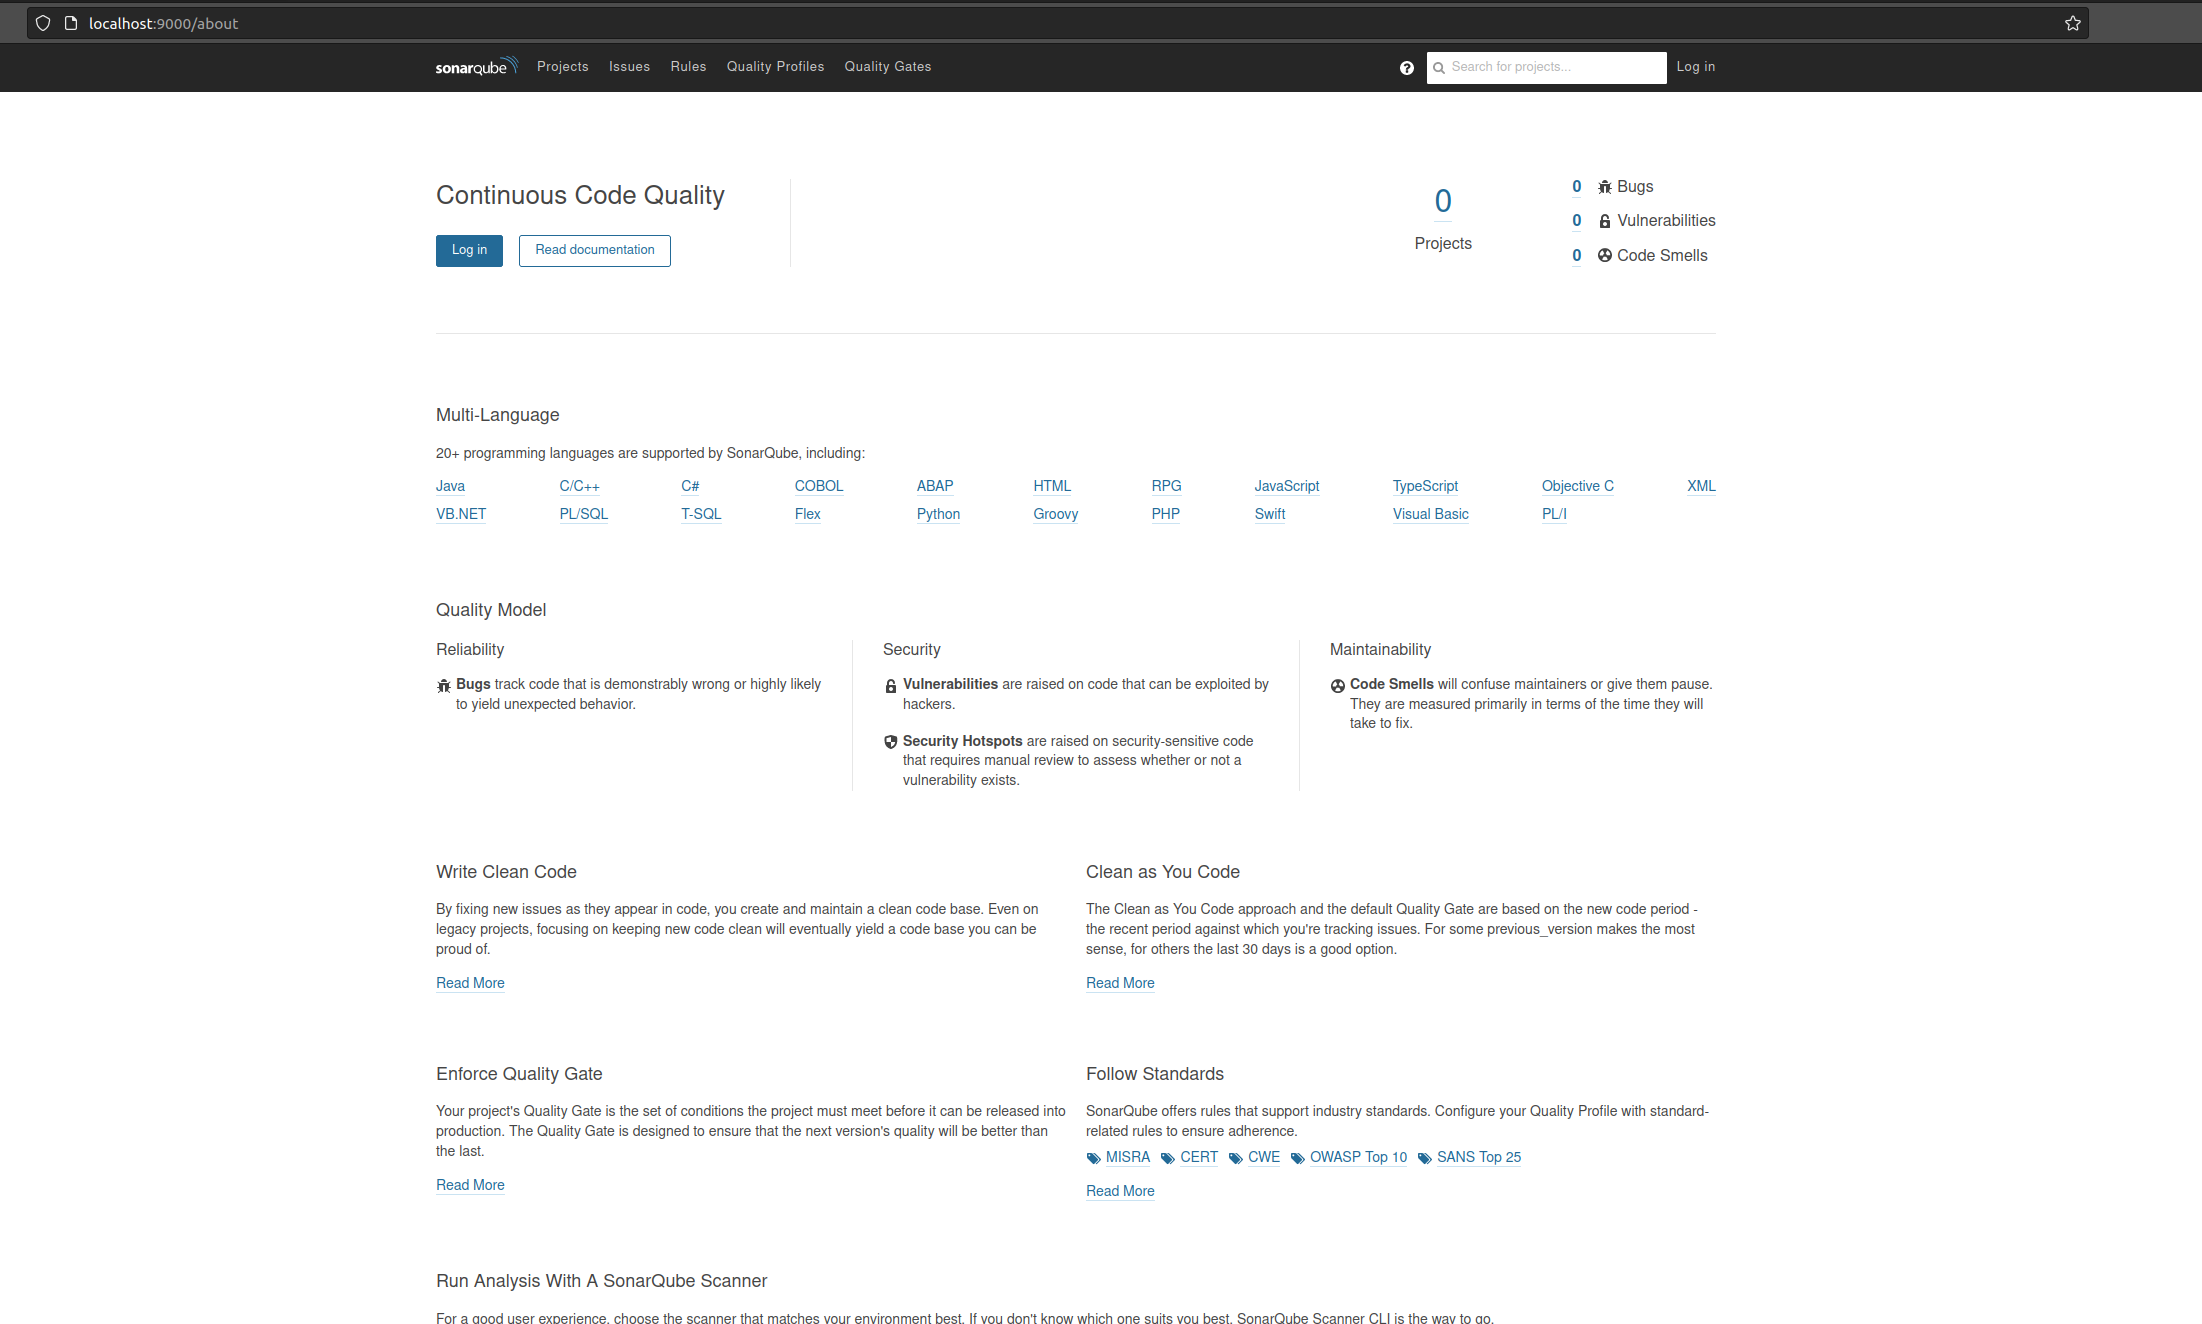 localhost:9000/about
sonarqube Projects Issues Rules Quality Profiles Quality Gates Search for projects... Log in
Continuous Code Quality
Log in Read documentation
0
Projects
0 Bugs
0 Vulnerabilities
0 Code Smells
Multi-Language
20+ programming languages are supported by SonarQube, including:
Java C/C++ C# COBOL ABAP HTML RPG JavaScript TypeScript Objective C XML
VB.NET PL/SQL T-SQL Flex Python Groovy PHP Swift Visual Basic PL/I
Quality Model
Reliability
Bugs track code that is demonstrably wrong or highly likely
to yield unexpected behavior.
Security
Vulnerabilities are raised on code that can be exploited by
hackers.
Security Hotspots are raised on security-sensitive code
that requires manual review to assess whether or not a
vulnerability exists.
Maintainability
Code Smells will confuse maintainers or give them pause.
They are measured primarily in terms of the time they will
take to fix.
Write Clean Code
By fixing new issues as they appear in code, you create and maintain a clean code base. Even on
legacy projects, focusing on keeping new code clean will eventually yield a code base you can be
proud of.
Read More
Clean as You Code
The Clean as You Code approach and the default Quality Gate are based on the new code period -
the recent period against which you're tracking issues. For some previous_version makes the most
sense, for others the last 30 days is a good option.
Read More
Enforce Quality Gate
Your project's Quality Gate is the set of conditions the project must meet before it can be released into
production. The Quality Gate is designed to ensure that the next version's quality will be better than
the last.
Read More
Follow Standards
SonarQube offers rules that support industry standards. Configure your Quality Profile with standard-
related rules to ensure adherence.
MISRA CERT CWE OWASP Top 10 SANS Top 25
Read More
Run Analysis With A SonarQube Scanner
For a good user experience, choose the scanner that matches your environment best. If you don't know which one suits you best, SonarQube Scanner CLI is the way to go.